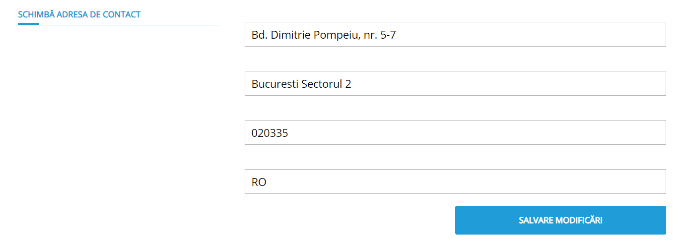 SCHIMBĂ ADRESA DE CONTACT
Bd. Dimitrie Pompeiu, nr. 5-7
Bucuresti Sectorul 2
020335
RO
SALVARE MODIFICĂRI